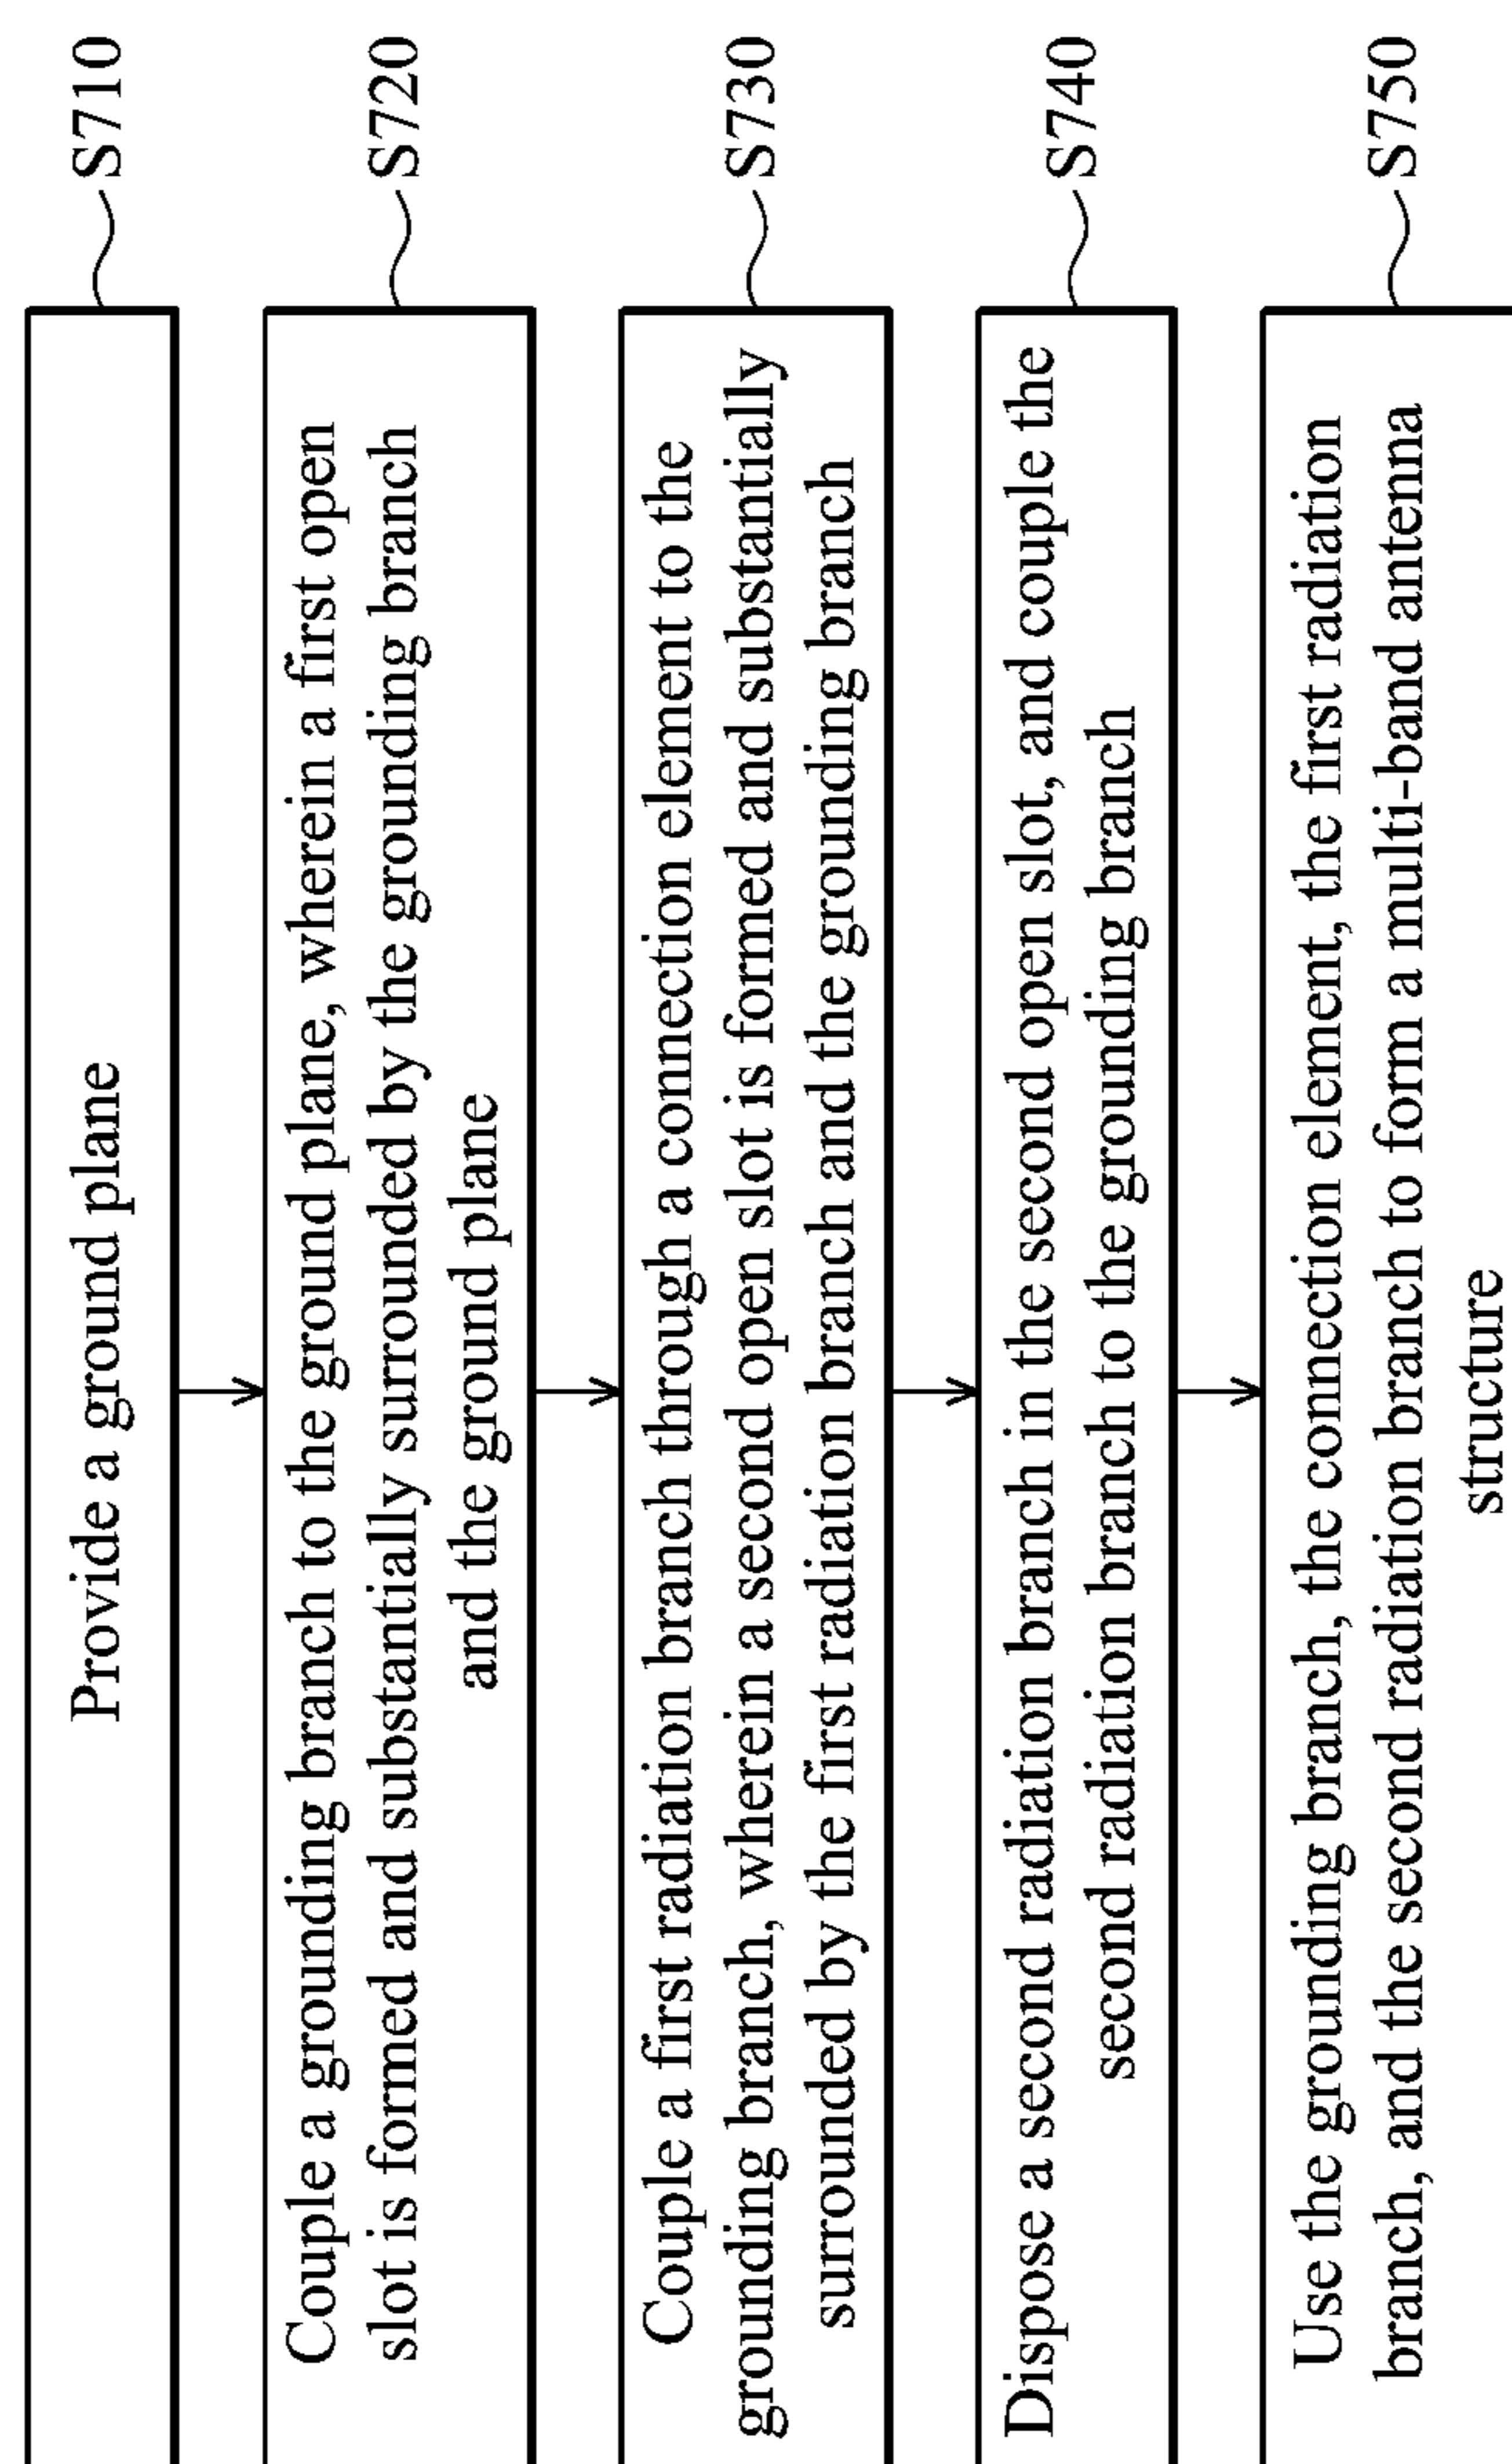 Provide a ground plane
S710
Couple a grounding branch to the ground plane, wherein a first open
slot is formed and substantially surrounded by the grounding branch
and the ground plane
S720
Couple a first radiation branch through a connection element to the
grounding branch, wherein a second open slot is formed and substantially
surrounded by the first radiation branch and the grounding branch
S730
Dispose a second radiation branch in the second open slot, and couple the
second radiation branch to the grounding branch
S740
Use the grounding branch, the connection element, the first radiation
branch, and the second radiation branch to form a multi-band antenna
structure
S750